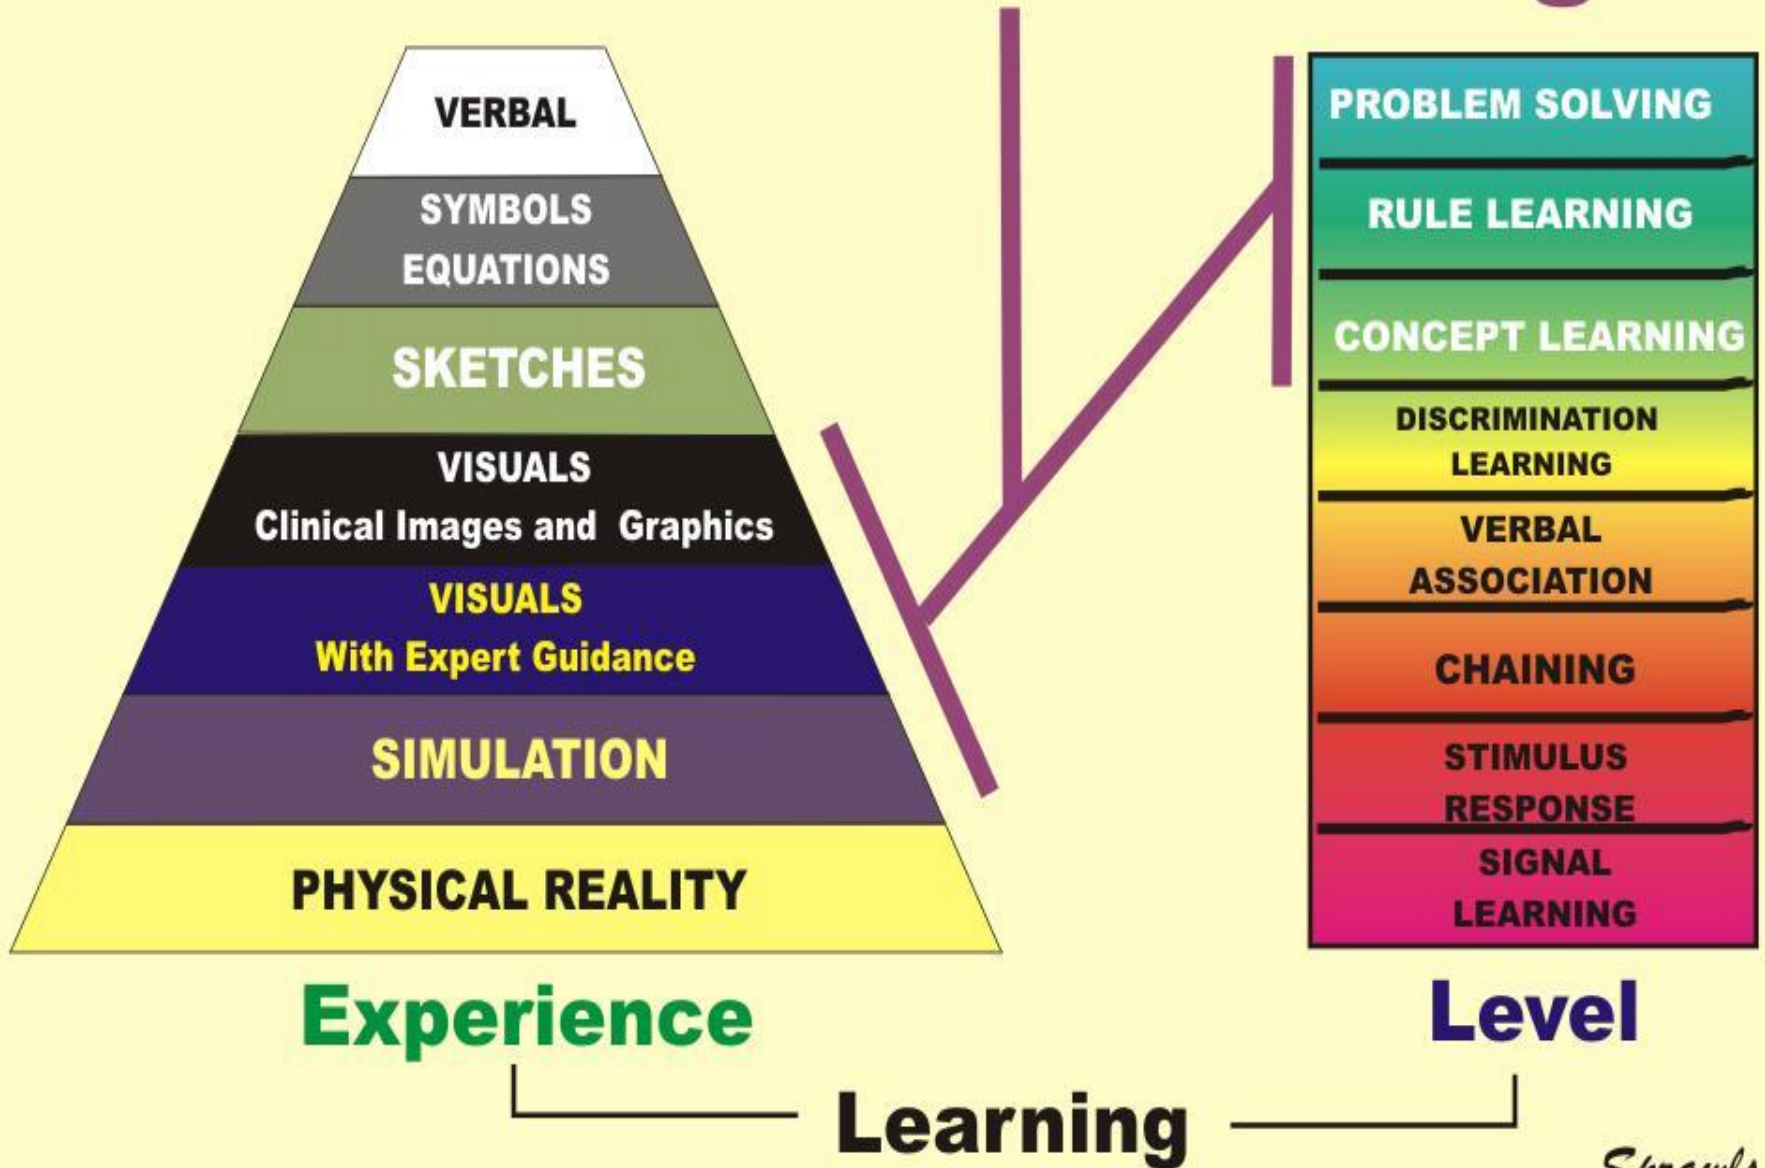 VERBAL
SYMBOLS
EQUATIONS
SKETCHES
VISUALS
Clinical Images and Graphics
VISUALS
With Expert Guidance
SIMULATION
PHYSICAL REALITY
Experience
PROBLEM SOLVING
RULE LEARNING
CONCEPT LEARNING
DISCRIMINATION
LEARNING
VERBAL
ASSOCIATION
CHAINING
STIMULUS
RESPONSE
SIGNAL
LEARNING
Level
Learning
Sprawls